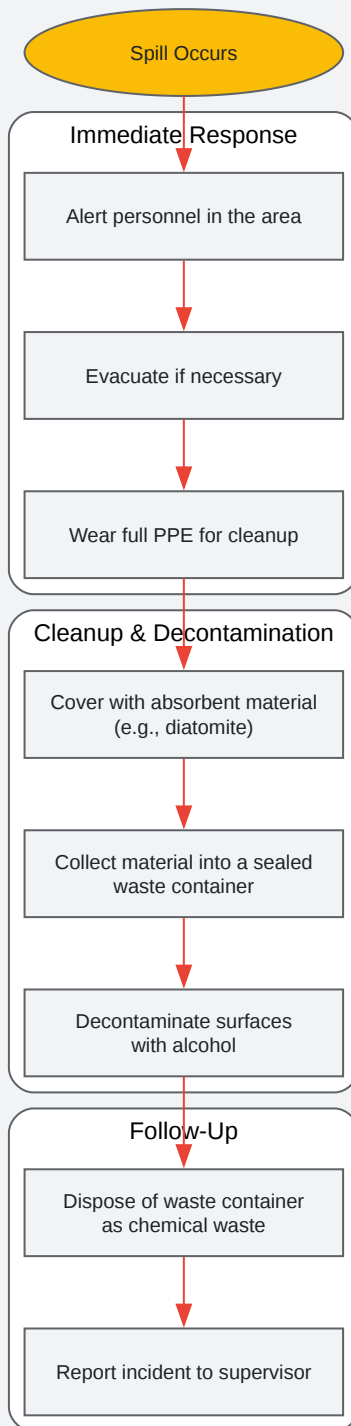 Spill Occurs
Immediate Response
Alert personnel in the area
Evacuate if necessary
Wear full PPE for cleanup
Cleanup & Decontamination
Cover with absorbent material
(e.g., diatomite)
Collect material into a sealed
waste container
Decontaminate surfaces
with alcohol
Follow-Up
Dispose of waste container
as chemical waste
Report incident to supervisor